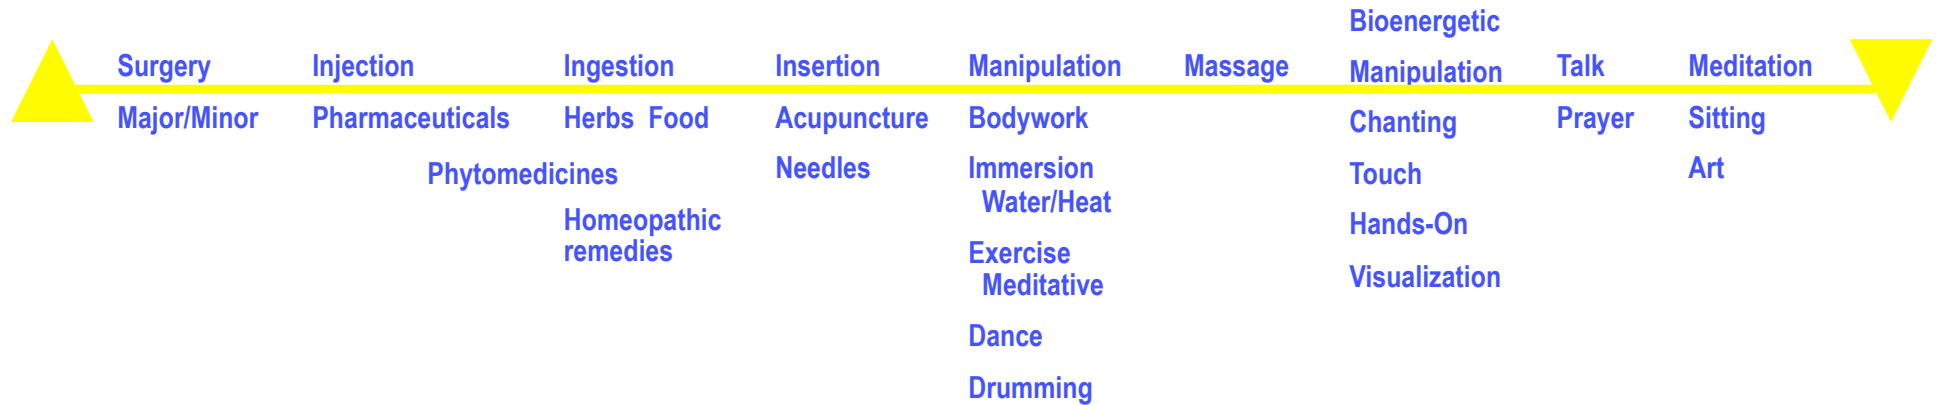 Surgery
Major/Minor
Injection
Pharmaceuticals
Phytomedicines
Ingestion
Herbs Food
Homeopathic
remedies
Insertion
Acupuncture
Needles
Manipulation
Bodywork
Immersion
Water/Heat
Exercise
Meditative
Dance
Drumming
Massage
Bioenergetic
Manipulation
Chanting
Touch
Hands-On
Visualization
Talk
Prayer
Meditation
Sitting
Art